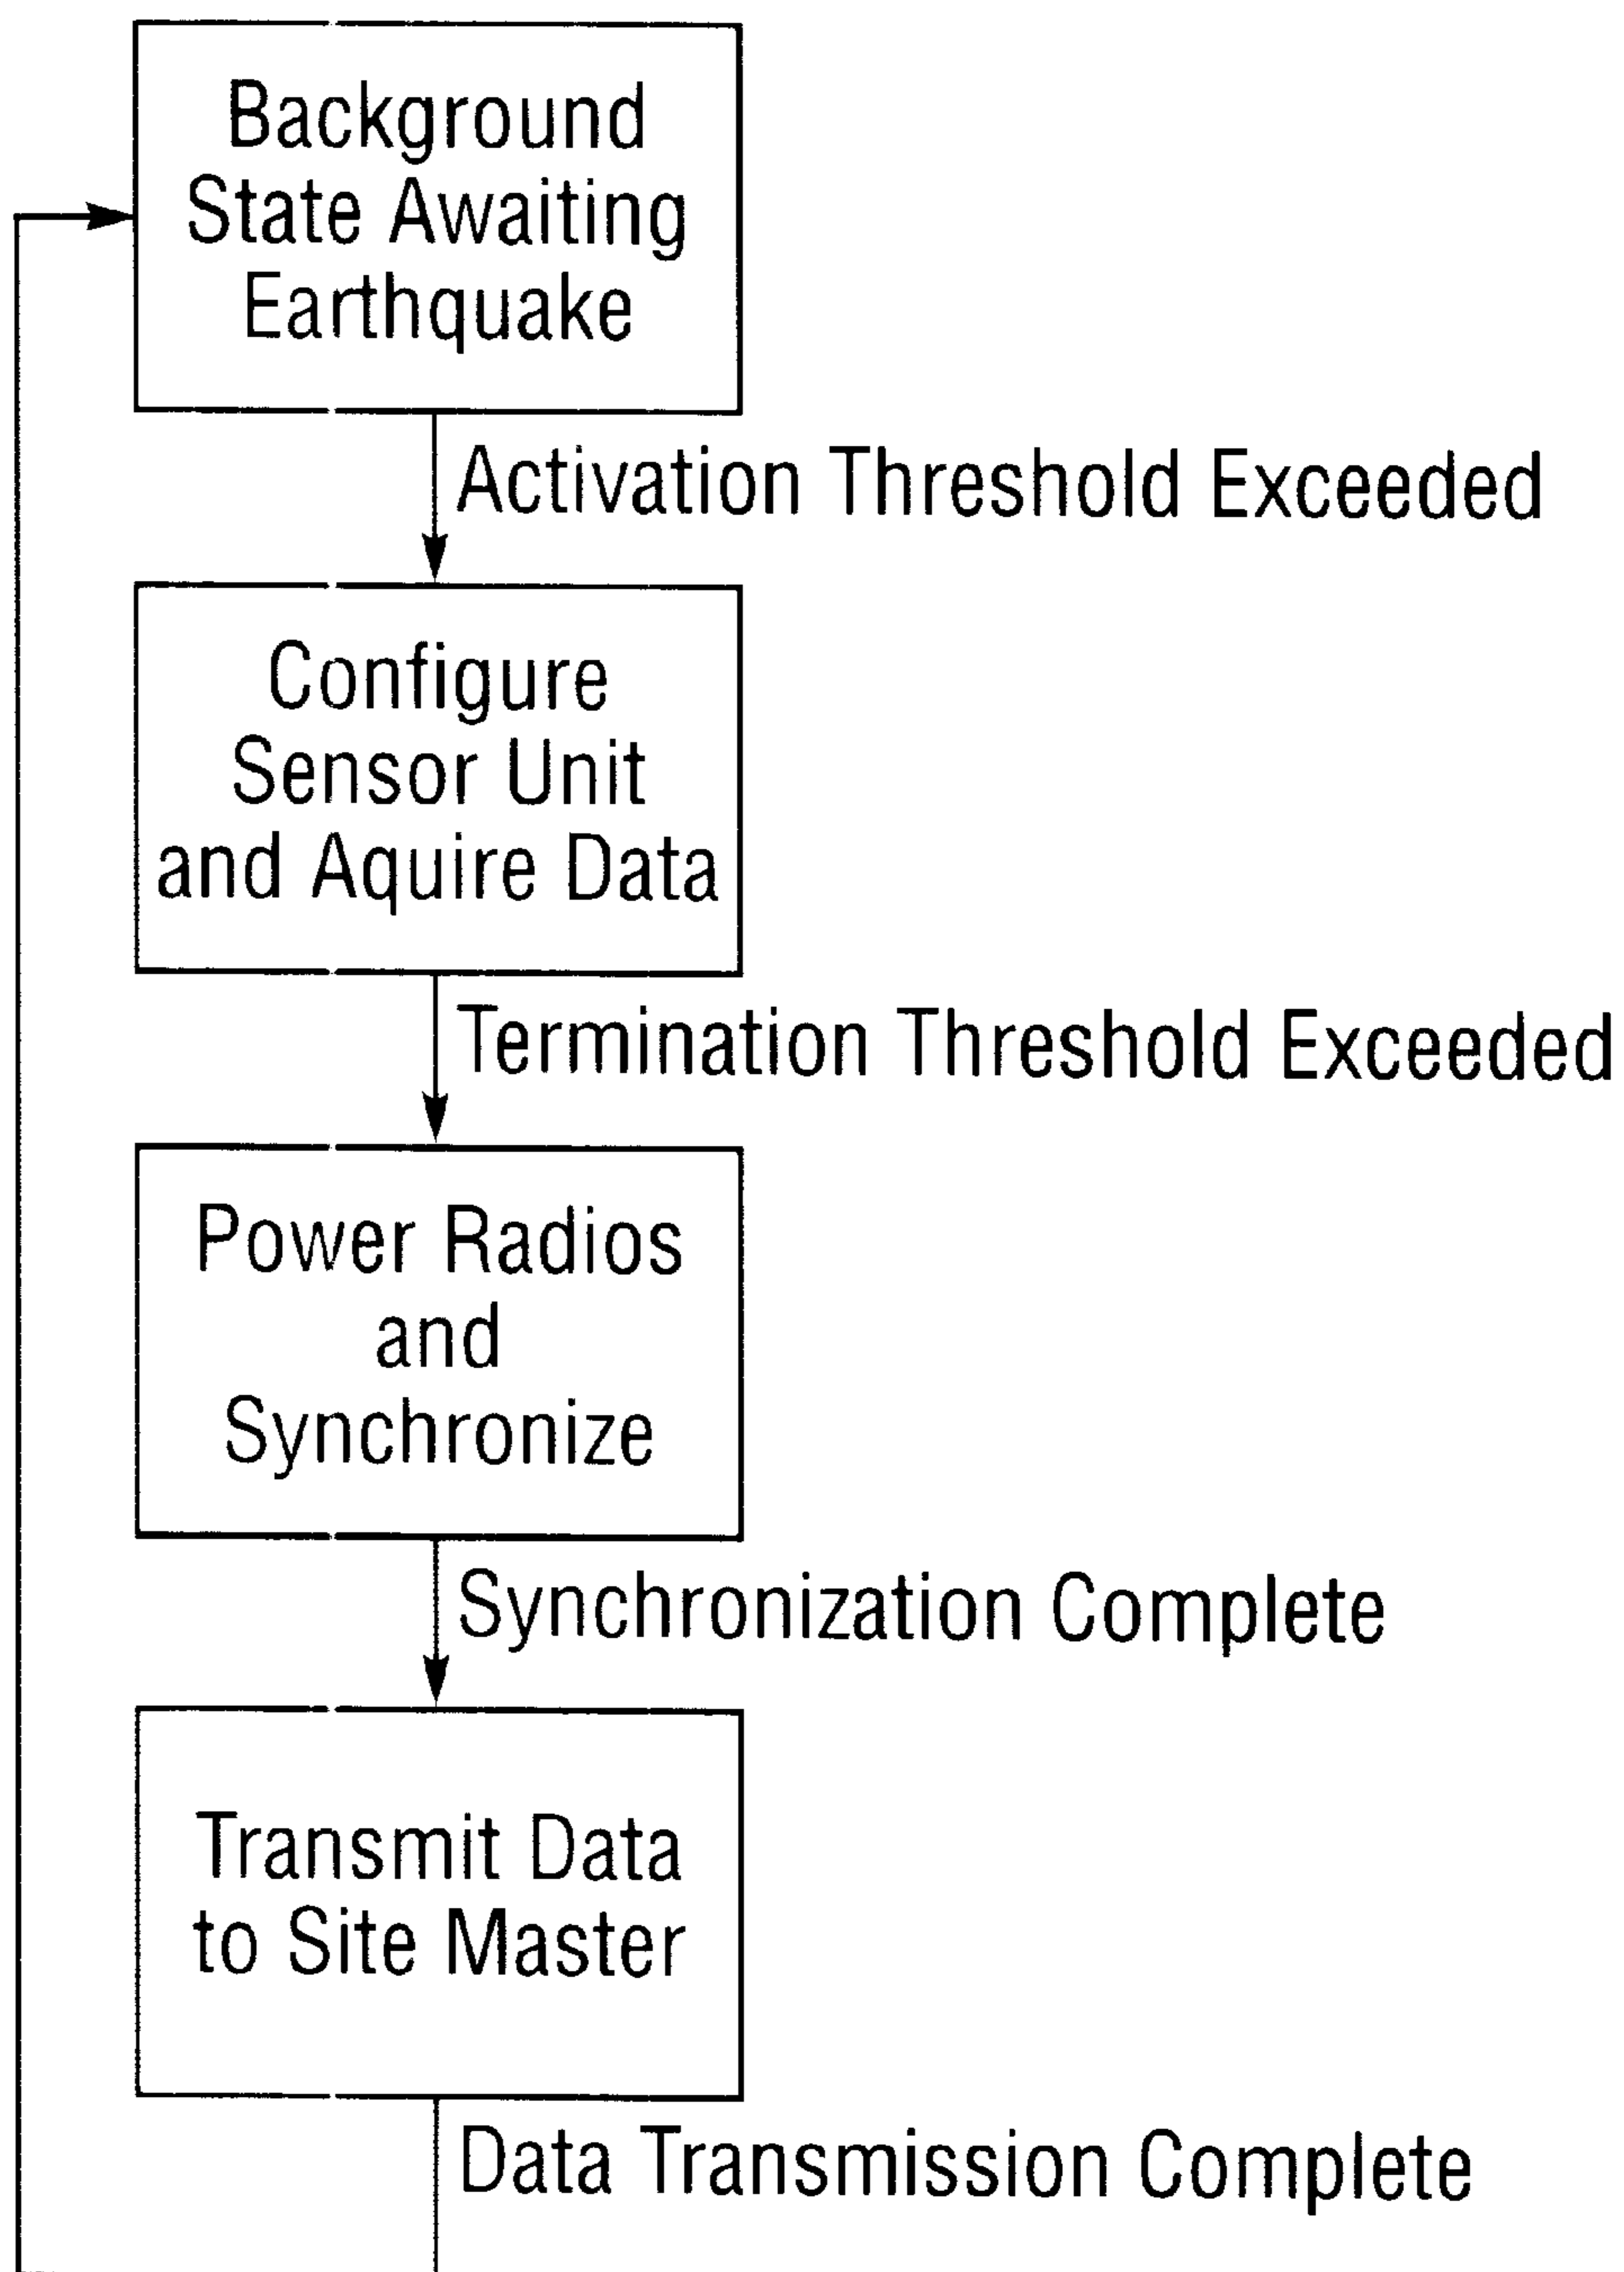 Background
State Awaiting
Earthquake
Activation Threshold Exceeded
Configure
Sensor Unit
and Aquire Data
Termination Threshold Exceeded
Power Radios
and
Synchronize
Synchronization Complete
Transmit Data
to Site Master
Data Transmission Complete